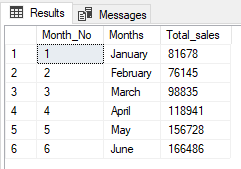 Results Messages
Month_No Months Total_sales
1 1 January 81678
2 2 February 76145
3 3 March 98835
4 4 April 118941
5 5 May 156728
6 6 June 166486